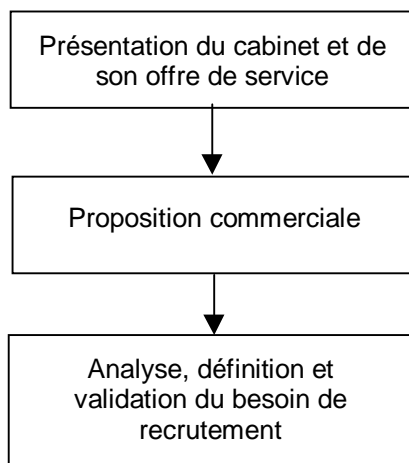 Présentation du cabinet et de
son offre de service
Proposition commerciale
Analyse, définition et
validation du besoin de
recrutement